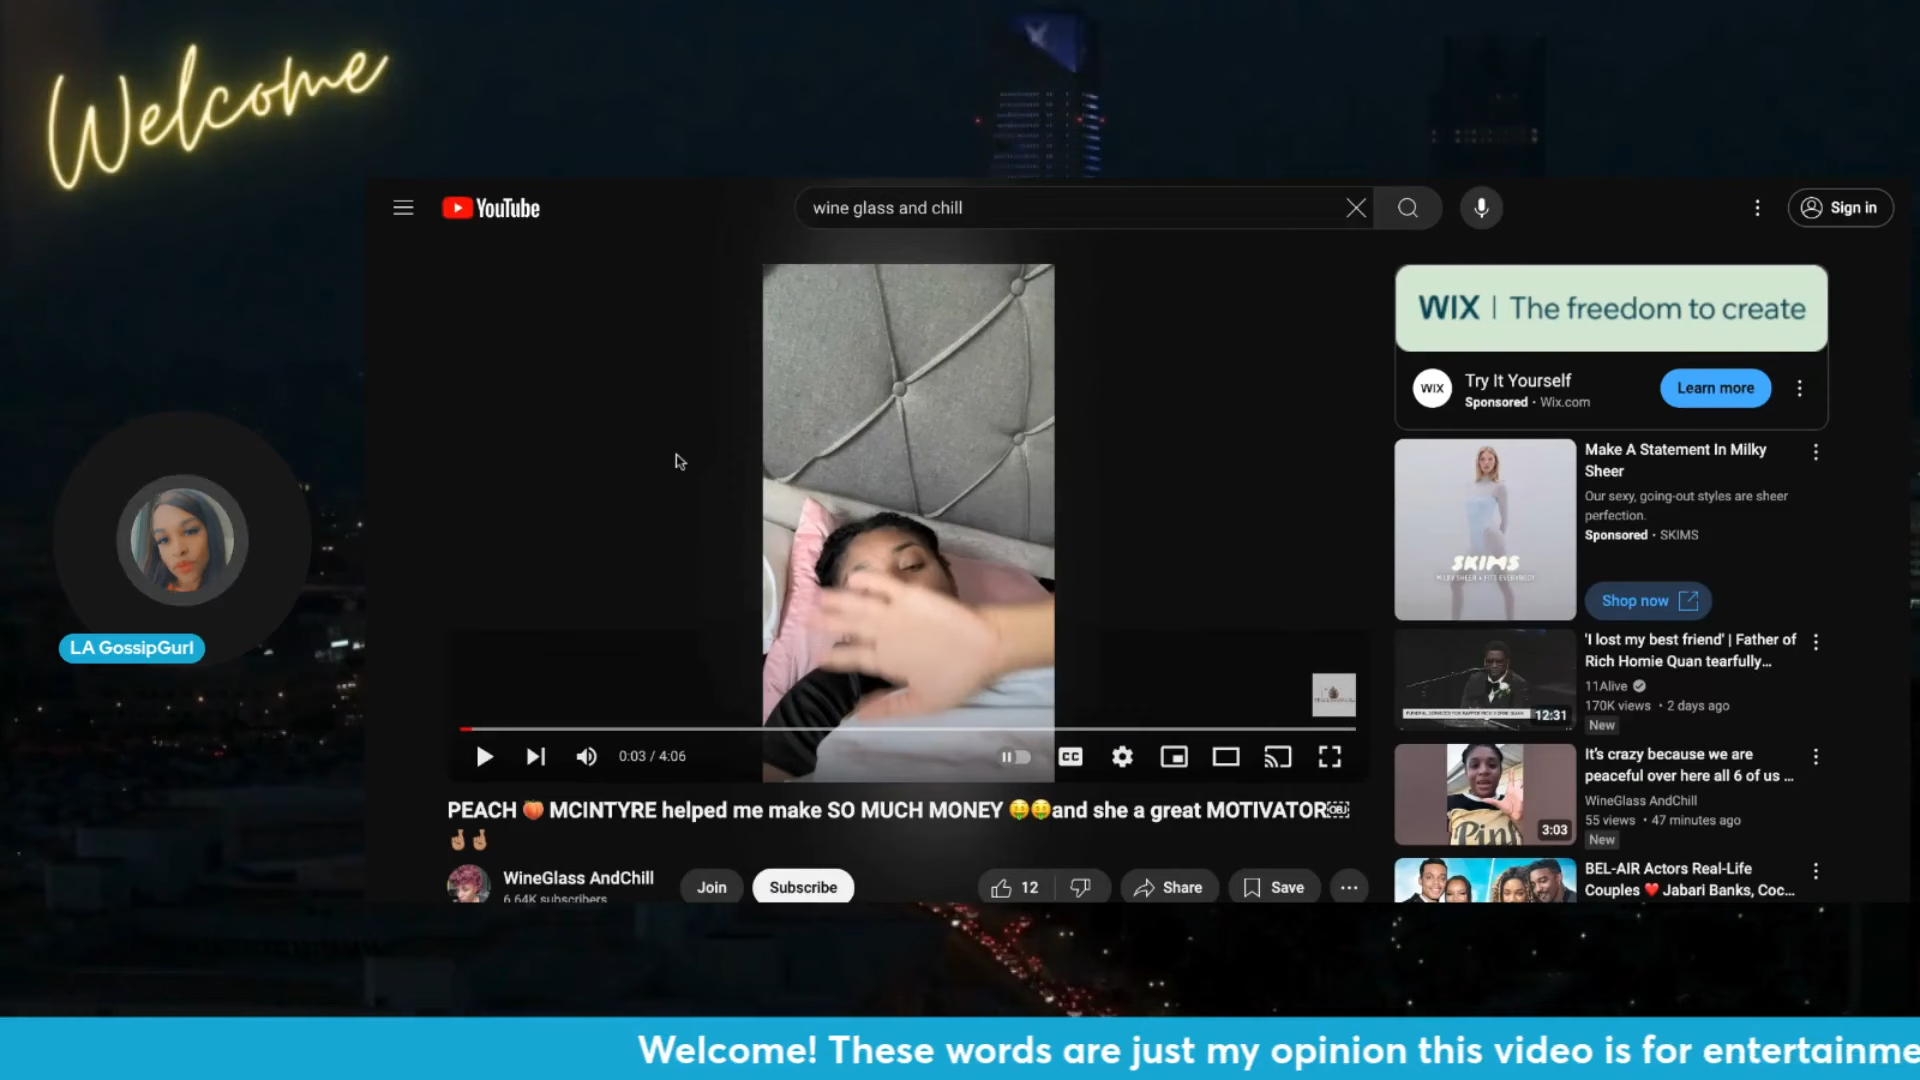 Welcome
YouTube
wine glass and chill
Sign in
WIX | The freedom to create
WIX
Try It Yourself
Sponsored · Wix.com
Learn more
Make A Statement In Milky
Sheer
Our sexy, going-out styles are sheer
perfection.
Sponsored · SKIMS
SKIMS
Shop now
'I lost my best friend' | Father of
Rich Homie Quan tearfully...
11Alive
170K views · 2 days ago
New
12:31
It's crazy because we are
peaceful over here all 6 of us ...
WineGlass AndChill
55 views · 47 minutes ago
New
Pink
3:03
BEL-AIR Actors Real-Life
Couples ❤️ Jabari Banks, Coc...
LA GossipGurl
0:03 / 4:06
CC
PEACH 🍑 MCINTYRE helped me make SO MUCH MONEY 🤑🤑and she a great MOTIVATOR￼
🤞🏽🤞🏽
WineGlass AndChill
6.64K subscribers
Join
Subscribe
12
Share
Save
Welcome! These words are just my opinion this video is for entertainme